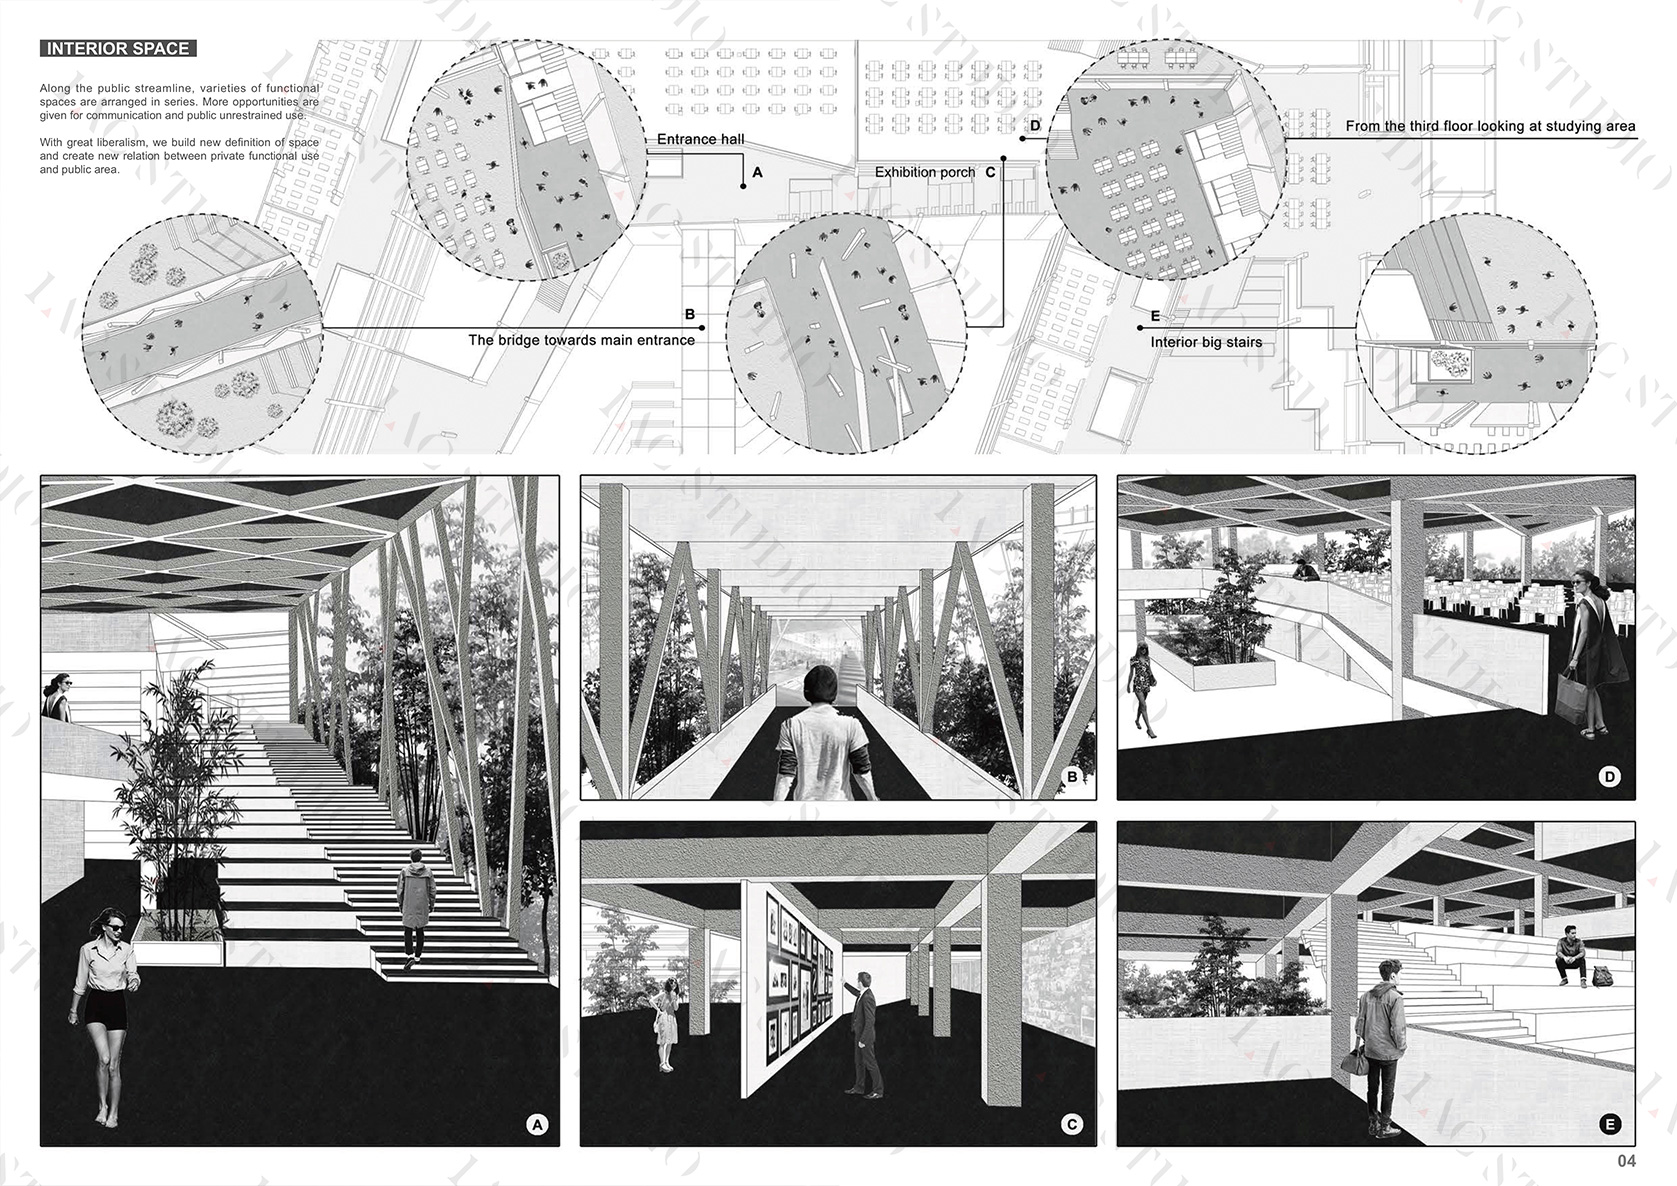 INTERIOR SPACE
Along the public streamline, varieties of functional
spaces are arranged in series. More opportunities are
given for communication and public unrestrained use.
With great liberalism, we build new definition of space
and create new relation between private functional use
and public area.
Entrance hall
A
D
From the third floor looking at studying area
Exhibition porch C
B
The bridge towards main entrance
E
Interior big stairs
A
B
D
C
E
04
STUDIO